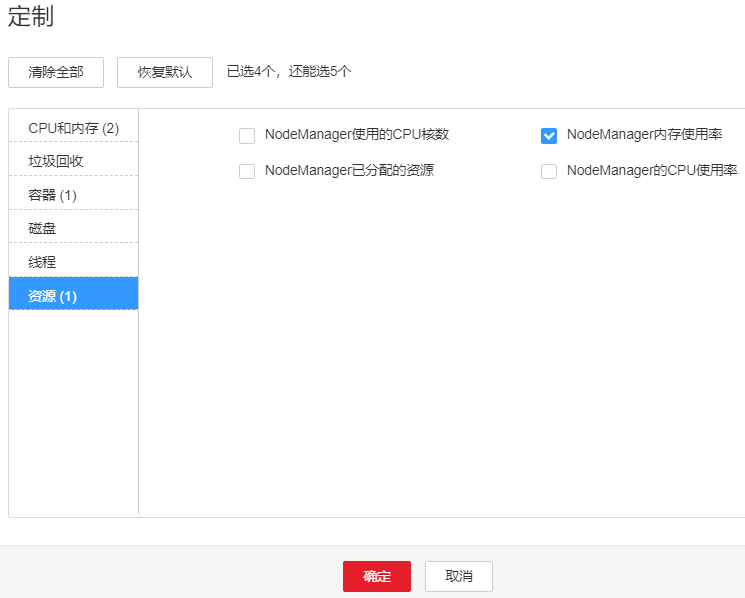 定制
清除全部 恢复默认 已选4个，还能选5个
CPU和内存 (2)
垃圾回收
容器 (1)
磁盘
线程
资源 (1)
NodeManager使用的CPU核数 NodeManager内存使用率
NodeManager已分配的资源 NodeManager的CPU使用率
确定 取消